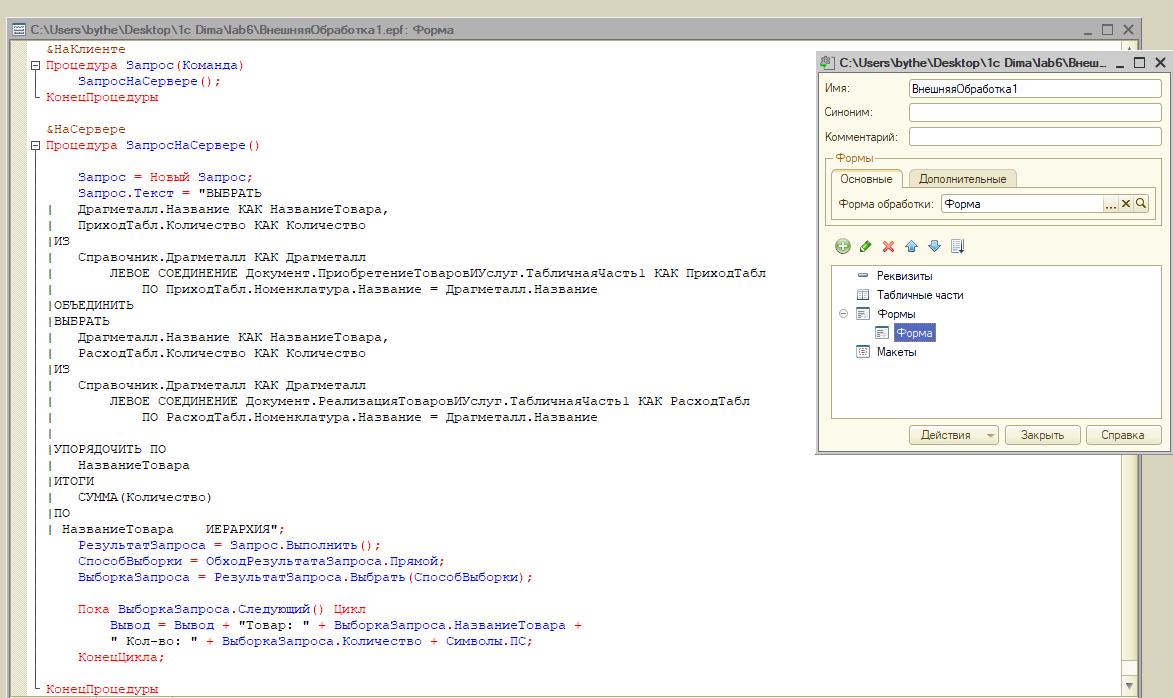 C:\Users\bythe\Desktop\1c Dima\lab6\ВнешняяОбработка1.epf: Форма
&НаКлиенте
Процедура Запрос(Команда)
ЗапросНаСервере();
КонецПроцедуры
&НаСервере
Процедура ЗапросНаСервере()
Запрос = Новый Запрос;
Запрос.Текст = "ВЫБРАТЬ
| Драгметалл.Название КАК НазваниеТовара,
| ПриходТабл.Количество КАК Количество
|ИЗ
| Справочник.Драгметалл КАК Драгметалл
| ЛЕВОЕ СОЕДИНЕНИЕ Документ.ПриобретениеТоваровИУслуг.ТабличнаяЧасть1 КАК ПриходТабл
| ПО ПриходТабл.Номенклатура.Название = Драгметалл.Название
|ОБЪЕДИНИТЬ
|ВЫБРАТЬ
| Драгметалл.Название КАК НазваниеТовара,
| РасходТабл.Количество КАК Количество
|ИЗ
| Справочник.Драгметалл КАК Драгметалл
| ЛЕВОЕ СОЕДИНЕНИЕ Документ.РеализацияТоваровИУслуг.ТабличнаяЧасть1 КАК РасходТабл
| ПО РасходТабл.Номенклатура.Название = Драгметалл.Название
|
|УПОРЯДОЧИТЬ ПО
| НазваниеТовара
|ИТОГИ
| СУММА(Количество)
|ПО
| НазваниеТовара ИЕРАРХИЯ";
РезультатЗапроса = Запрос.Выполнить();
СпособВыборки = ОбходРезультатаЗапроса.Прямой;
ВыборкаЗапроса = РезультатЗапроса.Выбрать(СпособВыборки);
Пока ВыборкаЗапроса.Следующий() Цикл
Вывод = Вывод + "Товар: " + ВыборкаЗапроса.НазваниеТовара +
" Кол-во: " + ВыборкаЗапроса.Количество + Символы.ПС;
КонецЦикла;
КонецПроцедуры
C:\Users\bythe\Desktop\1c Dima\lab6\Внеш...
Имя: ВнешняяОбработка1
Синоним:
Комментарий:
Формы
Основные Дополнительные
Форма обработки: Форма ...
Реквизиты
Табличные части
Формы
Форма
Макеты
Действия Закрыть Справка